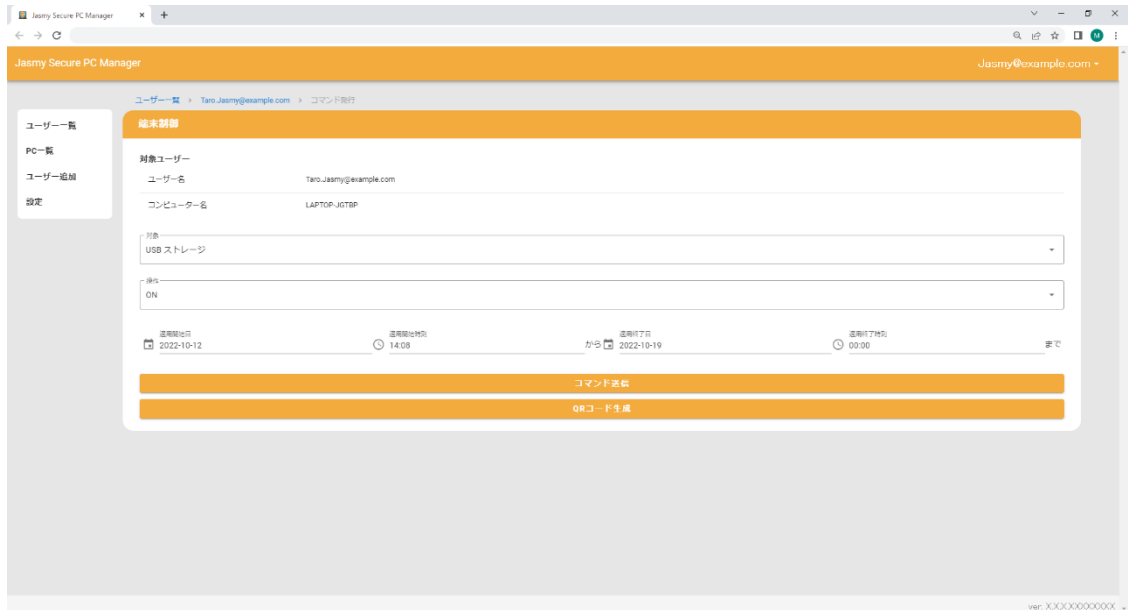 Jasmy Secure PC Manager
Jasmy Secure PC Manager
Jasmy@example.com
ユーザー一覧 > Taro.Jasmy@example.com > コマンド発行
ユーザー一覧
PC一覧
ユーザー追加
設定
端末制御
対象ユーザー
ユーザー名 Taro.Jasmy@example.com
コンピューター名 LAPTOP-JGTBP
対象
USB ストレージ
操作
ON
適用開始日 適用開始時刻 適用終了日 適用終了時刻
2022-10-12 14:08 から 2022-10-19 00:00 まで
コマンド送信
QRコード生成
M